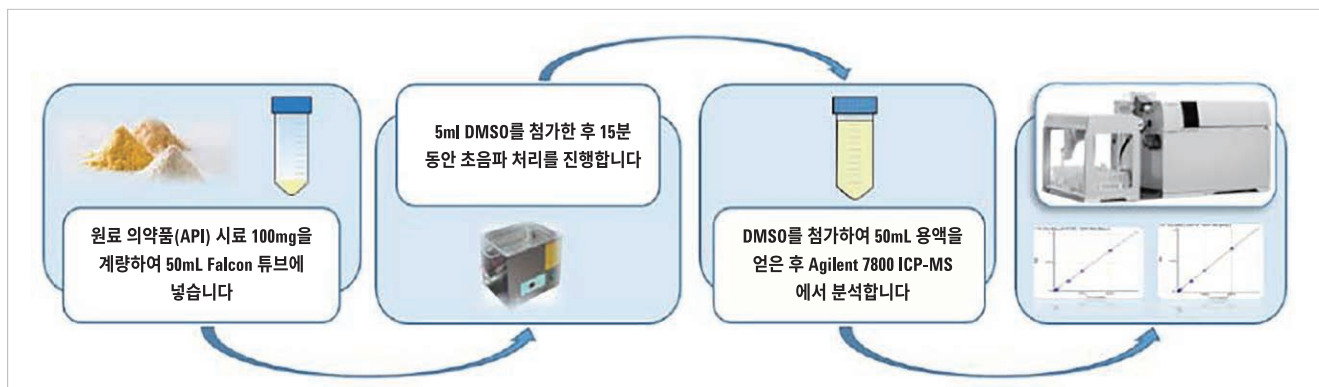 원료 의약품(API) 시료 100mg을
계량하여 50mL Falcon 튜브에
넣습니다
5ml DMSO를 첨가한 후 15분
동안 초음파 처리를 진행합니다
DMSO를 첨가하여 50mL 용액을
얻은 후 Agilent 7800 ICP-MS
에서 분석합니다